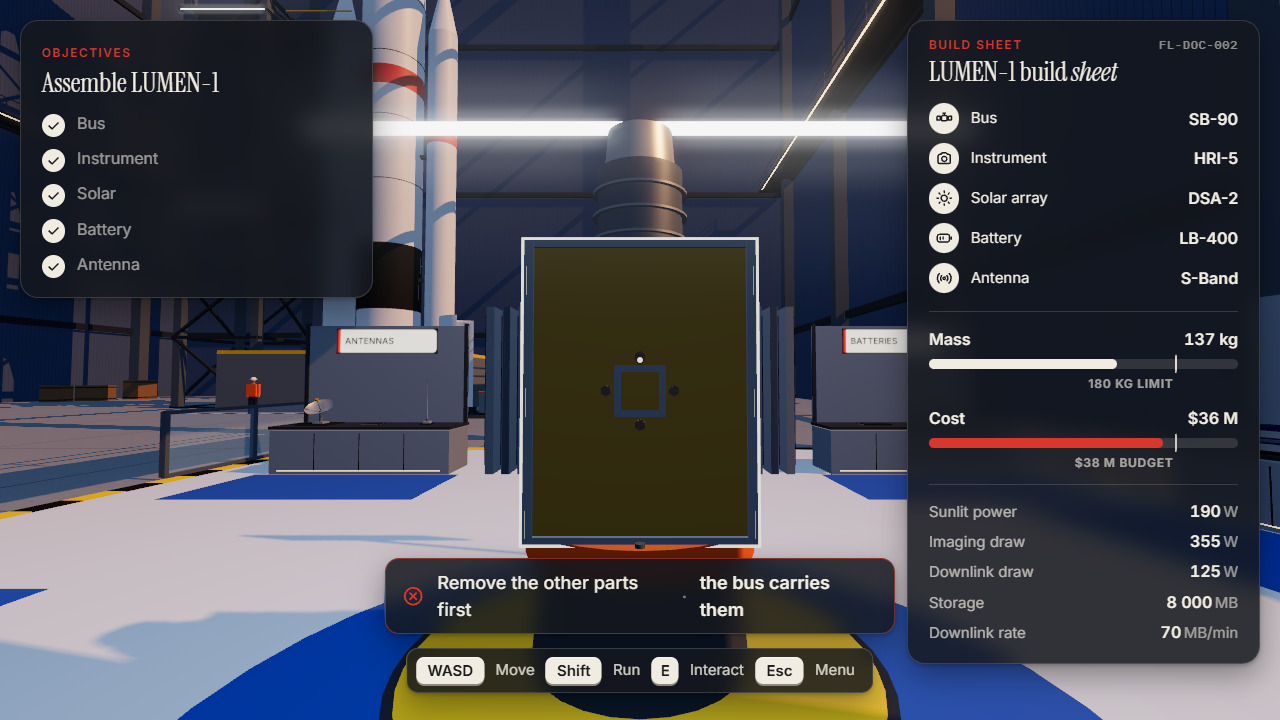 OBJECTIVES
Assemble LUMEN-1
Bus
Instrument
Solar
Battery
Antenna
BUILD SHEET FL-DOC-002
LUMEN-1 build sheet
Bus SB-90
Instrument HRI-5
Solar array DSA-2
Battery LB-400
Antenna S-Band
Mass 137 kg
180 KG LIMIT
Cost $36 M
$38 M BUDGET
Sunlit power 190 W
Imaging draw 355 W
Downlink draw 125 W
Storage 8 000 MB
Downlink rate 70 MB/min
ANTENNAS
BATTERIES
Remove the other parts first · the bus carries them
WASD Move Shift Run E Interact Esc Menu